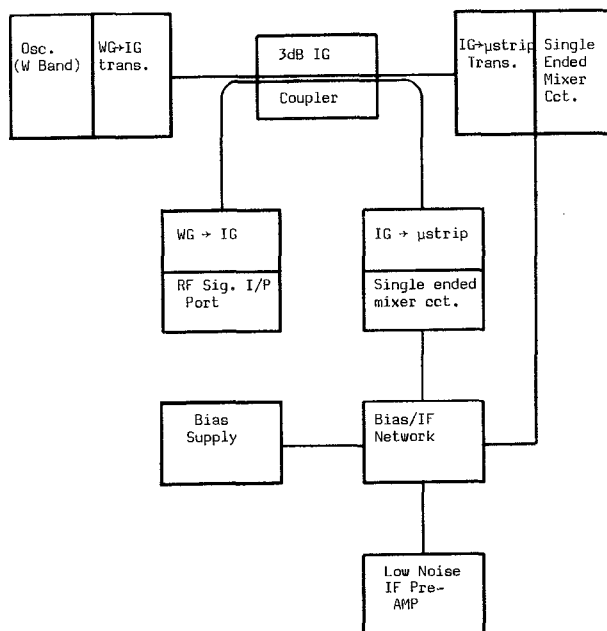 Osc.
(W Band)
WG→IG
trans.
3dB IG
Coupler
IG→µstrip
Trans.
Single
Ended
Mixer
Cct.
WG → IG
RF Sig. I/P
Port
IG → µstrip
Single ended
mixer cct.
Bias
Supply
Bias/IF
Network
Low Noise
IF Pre-
AMP